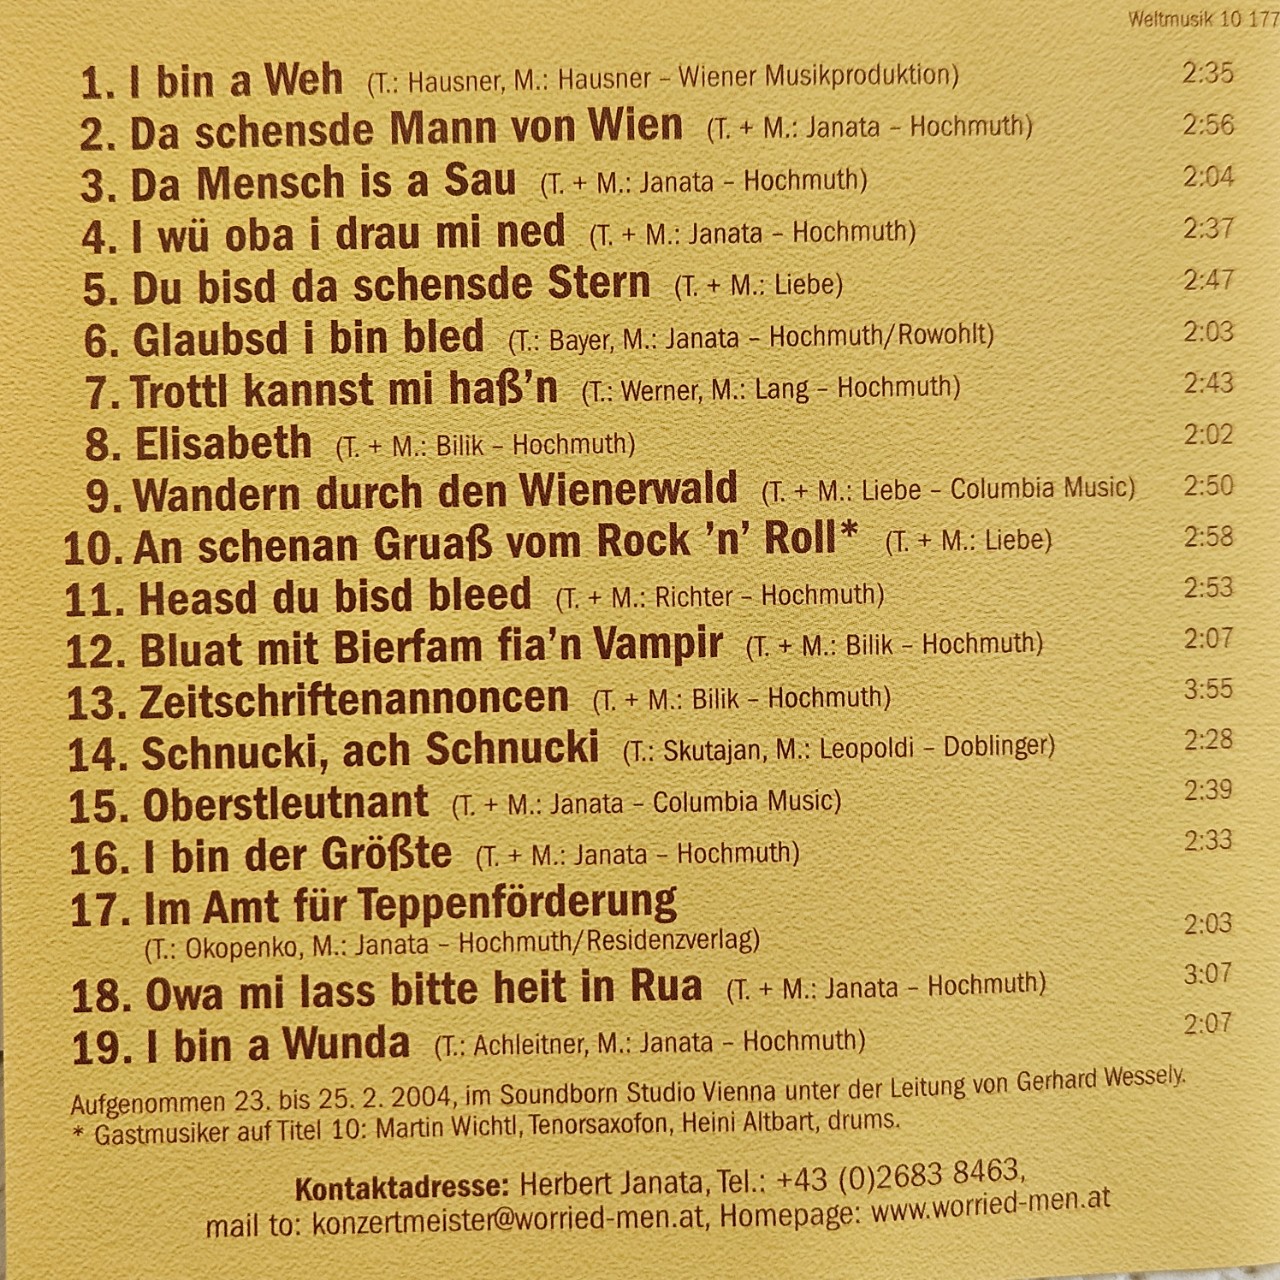 Weltmusik 10 177
1. I bin a Weh (T.: Hausner, M.: Hausner – Wiener Musikproduktion) 2:35
2. Da schensde Mann von Wien (T. + M.: Janata – Hochmuth) 2:56
3. Da Mensch is a Sau (T. + M.: Janata – Hochmuth) 2:04
4. I wü oba i drau mi ned (T. + M.: Janata – Hochmuth) 2:37
5. Du bisd da schensde Stern (T. + M.: Liebe) 2:47
6. Glaubsd i bin bled (T.: Bayer, M.: Janata – Hochmuth/Rowohlt) 2:03
7. Trottl kannst mi haß’n (T.: Werner, M.: Lang – Hochmuth) 2:43
8. Elisabeth (T. + M.: Bilik – Hochmuth) 2:02
9. Wandern durch den Wienerwald (T. + M.: Liebe – Columbia Music) 2:50
10. An schenan Gruaß vom Rock ’n’ Roll* (T. + M.: Liebe) 2:58
11. Heasd du bisd bleed (T. + M.: Richter – Hochmuth) 2:53
12. Bluat mit Bierfam fia’n Vampir (T. + M.: Bilik – Hochmuth) 2:07
13. Zeitschriftenannoncen (T. + M.: Bilik – Hochmuth) 3:55
14. Schnucki, ach Schnucki (T.: Skutajan, M.: Leopoldi – Doblinger) 2:28
15. Oberstleutnant (T. + M.: Janata – Columbia Music) 2:39
16. I bin der Größte (T. + M.: Janata – Hochmuth) 2:33
17. Im Amt für Teppenförderung
(T.: Okopenko, M.: Janata – Hochmuth/Residenzverlag) 2:03
18. Owa mi lass bitte heit in Rua (T. + M.: Janata – Hochmuth) 3:07
19. I bin a Wunda (T.: Achleitner, M.: Janata – Hochmuth) 2:07
Aufgenommen 23. bis 25. 2. 2004, im Soundborn Studio Vienna unter der Leitung von Gerhard Wessely.
* Gastmusiker auf Titel 10: Martin Wichtl, Tenorsaxofon, Heini Altbart, drums.
Kontaktadresse: Herbert Janata, Tel.: +43 (0)2683 8463,
mail to: konzertmeister@worried-men.at, Homepage: www.worried-men.at